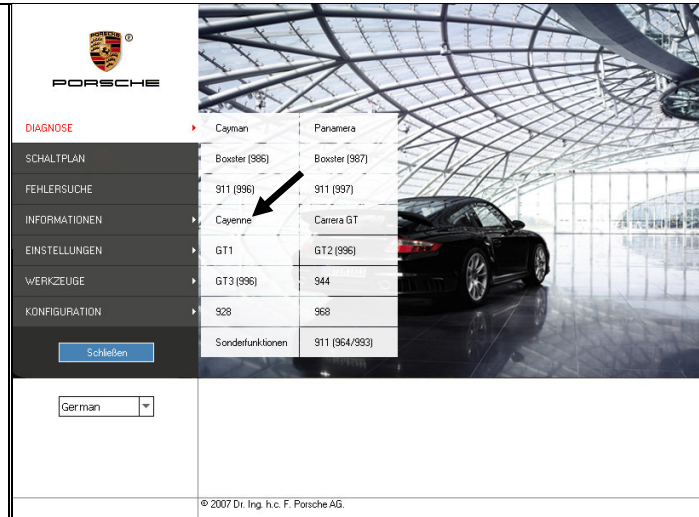 PORSCHE
®
PORSCHE
DIAGNOSE
Cayman Panamera
SCHALTPLAN
Boxster (986) Boxster (987)
FEHLERSUCHE
911 (996) 911 (997)
INFORMATIONEN
Cayenne Carrera GT
EINSTELLUNGEN
GT1 GT2 (996)
WERKZEUGE
GT3 (996) 944
KONFIGURATION
928 968
Schließen
Sonderfunktionen 911 (964/993)
German
© 2007 Dr. Ing. h.c. F. Porsche AG.